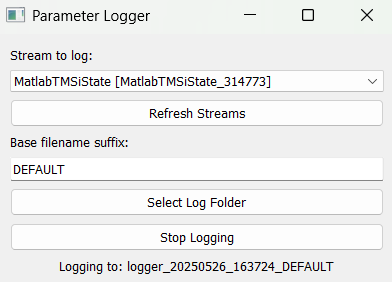 Parameter Logger
Stream to log:
MatlabTMSiState [MatlabTMSiState_314773]
Refresh Streams
Base filename suffix:
DEFAULT
Select Log Folder
Stop Logging
Logging to: logger_20250526_163724_DEFAULT